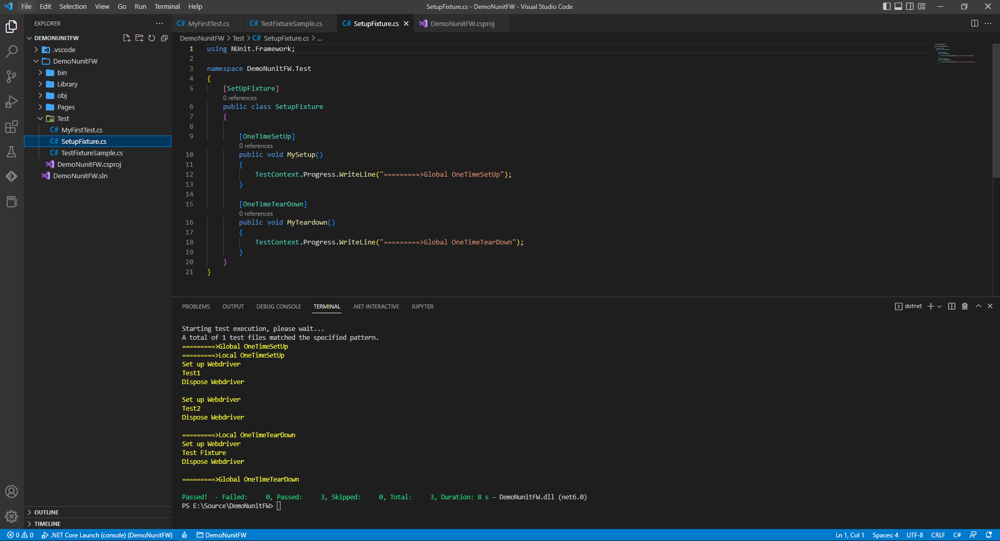 File Edit Selection View Go Run Terminal Help
SetupFixture.cs - DemoNunitFW - Visual Studio Code
EXPLORER
DEMONUNITFW
.vscode
DemoNunitFW
bin
Library
obj
Pages
Test
C# MyFirstTest.cs
C# SetupFixture.cs
C# TestFixtureSample.cs
DemoNunitFW.csproj
DemoNunitFW.sln
OUTLINE
TIMELINE
C# MyFirstTest.cs C# TestFixtureSample.cs C# SetupFixture.cs DemoNunitFW.csproj
DemoNunitFW > Test > C# SetupFixture.cs > ...
1 using NUnit.Framework;
2
3 namespace DemoNunitFW.Test
4 {
5 [SetUpFixture]
0 references
6 public class SetupFixture
7 {
8
9 [OneTimeSetUp]
0 references
10 public void MySetup()
11 {
12 TestContext.Progress.WriteLine("=========>Global OneTimeSetUp");
13 }
14
15 [OneTimeTearDown]
0 references
16 public void MyTeardown()
17 {
18 TestContext.Progress.WriteLine("=========>Global OneTimeTearDown");
19 }
20 }
21 }
PROBLEMS OUTPUT DEBUG CONSOLE TERMINAL .NET INTERACTIVE JUPYTER
dotnet
Starting test execution, please wait...
A total of 1 test files matched the specified pattern.
=========>Global OneTimeSetUp
=========>Local OneTimeSetUp
Set up Webdriver
Test1
Dispose Webdriver
Set up Webdriver
Test2
Dispose Webdriver
=========>Local OneTimeTearDown
Set up Webdriver
Test Fixture
Dispose Webdriver
=========>Global OneTimeTearDown
Passed! - Failed: 0, Passed: 3, Skipped: 0, Total: 3, Duration: 8 s - DemoNunitFW.dll (net6.0)
PS E:\Source\DemoNunitFW>
0 0 .NET Core Launch (console) (DemoNunitFW) DemoNunitFW
Ln 1, Col 1 Spaces: 4 UTF-8 CRLF C#